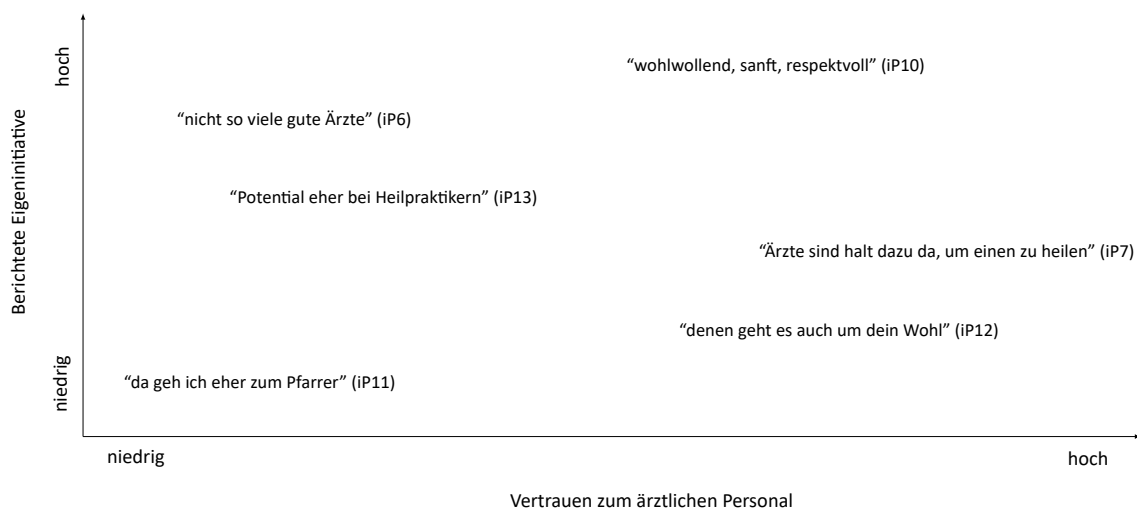 hoch
“wohlwollend, sanft, respektvoll” (iP10)
“nicht so viele gute Ärzte” (iP6)
“Potential eher bei Heilpraktikern” (iP13)
Berichtete Eigeninitiative
“Ärzte sind halt dazu da, um einen zu heilen” (iP7)
“denen geht es auch um dein Wohl” (iP12)
niedrig
“da geh ich eher zum Pfarrer” (iP11)
niedrig
hoch
Vertrauen zum ärztlichen Personal